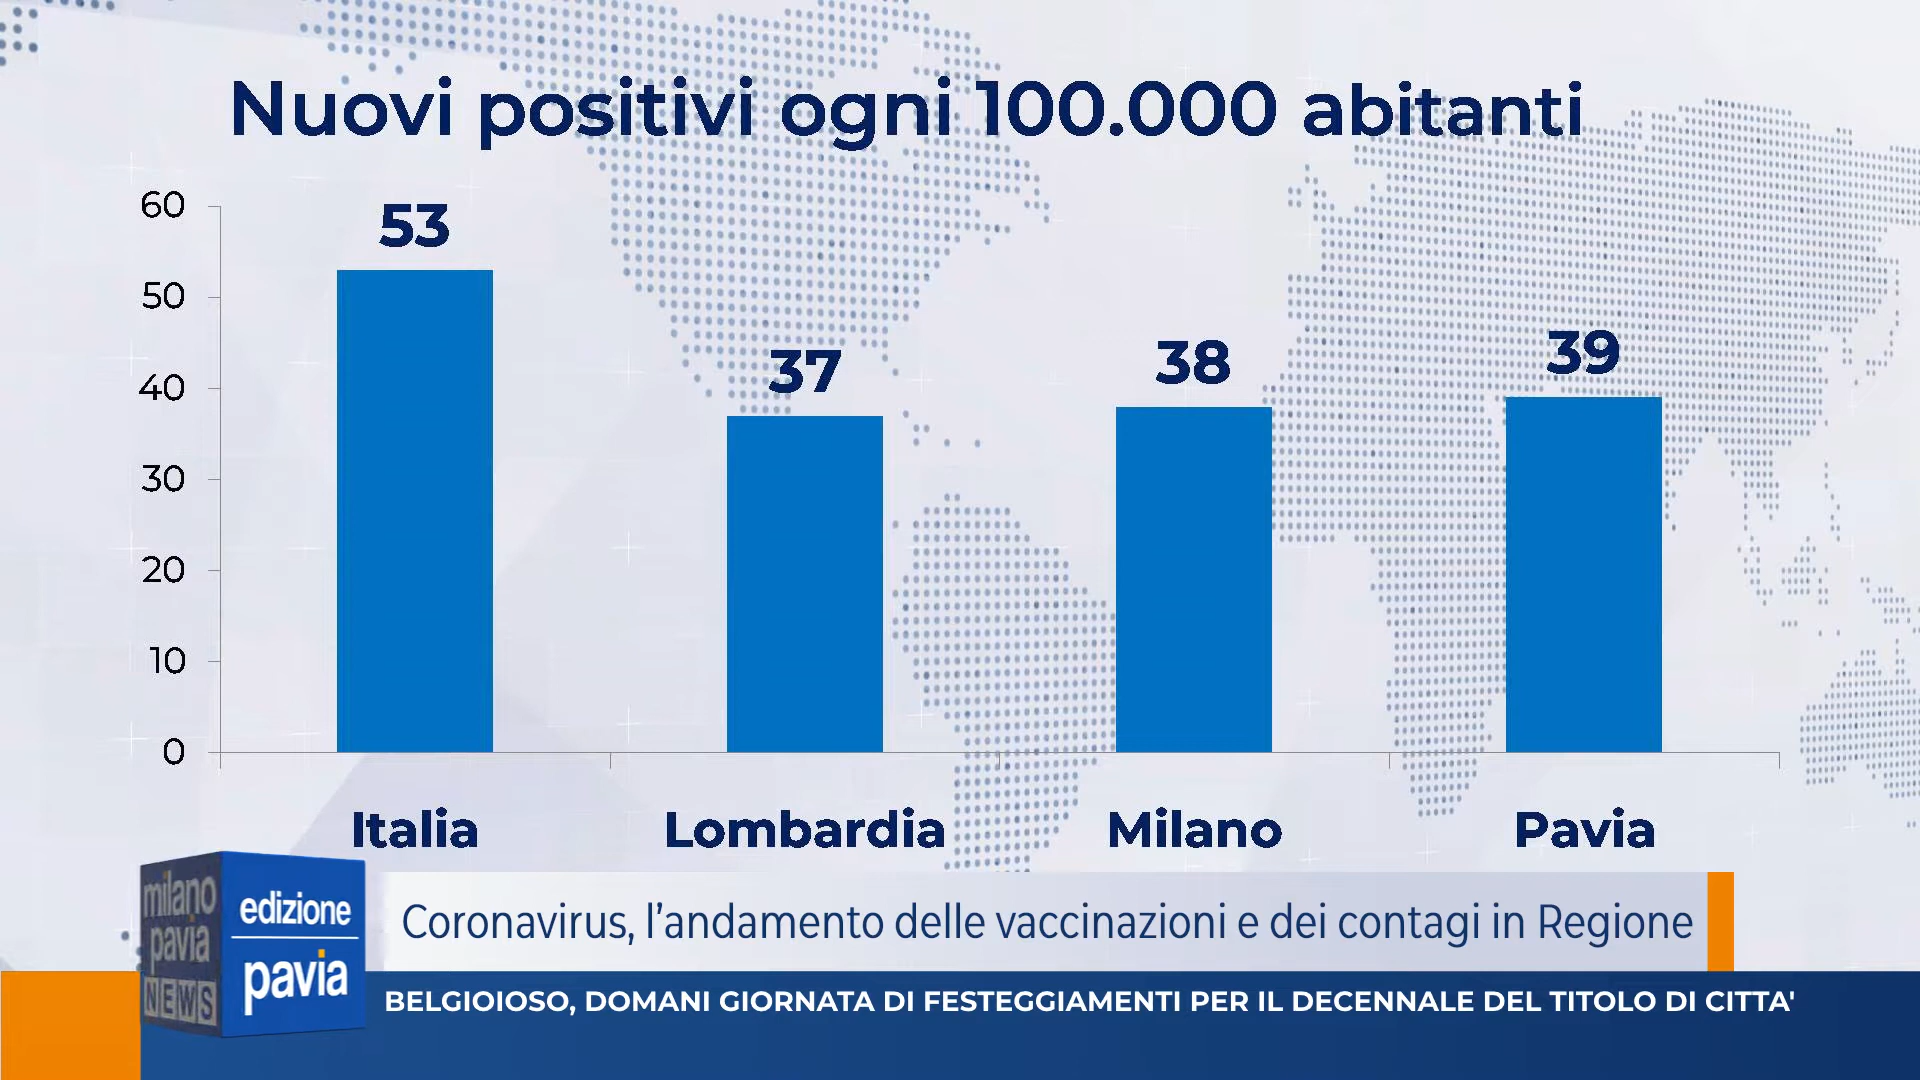 Nuovi positivi ogni 100.000 abitanti
60
50
40
30
20
10
0
53
37
38
39
Italia
Lombardia
Milano
Pavia
milano
pavia
NEWS
edizione
pavia
Coronavirus, l'andamento delle vaccinazioni e dei contagi in Regione
BELGIOIOSO, DOMANI GIORNATA DI FESTEGGIAMENTI PER IL DECENNALE DEL TITOLO DI CITTA'